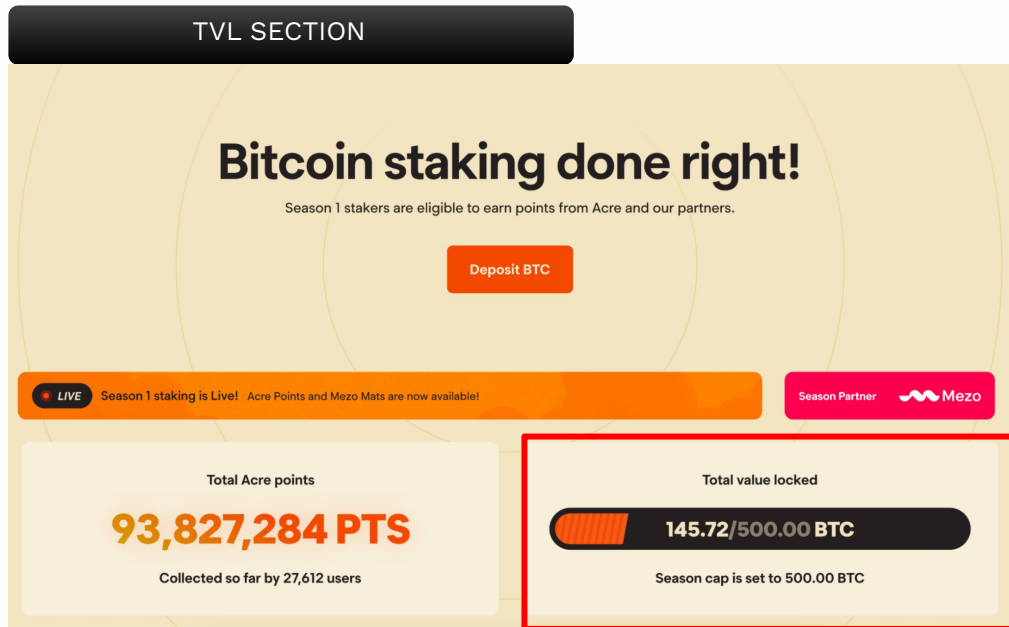 TVL SECTION
Bitcoin staking done right!
Season 1 stakers are eligible to earn points from Acre and our partners.
Deposit BTC
LIVE Season 1 staking is Live! Acre Points and Mezo Mats are now available!
Season Partner Mezo
Total Acre points
93,827,284 PTS
Collected so far by 27,612 users
Total value locked
145.72/500.00 BTC
Season cap is set to 500.00 BTC